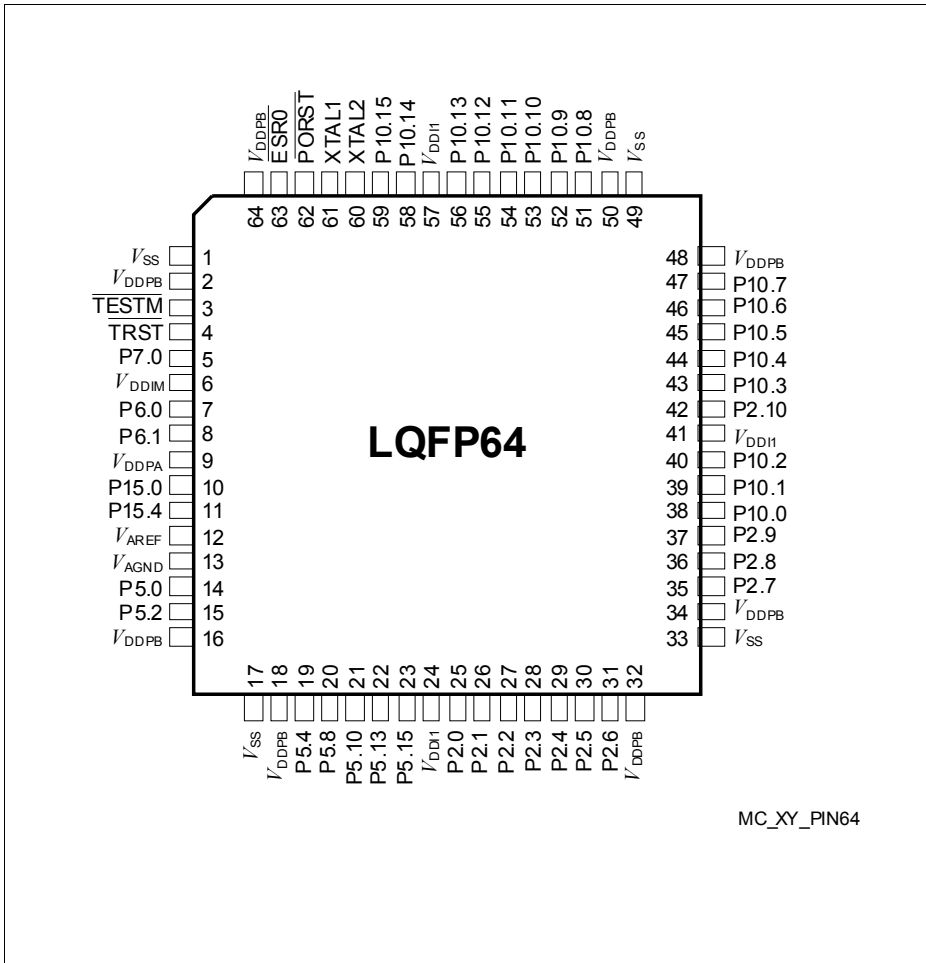 VDDPB
ESR0
PORST
XTAL1
XTAL2
P10.15
P10.14
VDDI1
P10.13
P10.12
P10.11
P10.10
P10.9
P10.8
VDDPB
VSS
64 63 62 61 60 59 58 57 56 55 54 53 52 51 50 49
VSS 1
VDDPB 2
TESTM 3
TRST 4
P7.0 5
VDDIM 6
P6.0 7
P6.1 8
VDDPA 9
P15.0 10
P15.4 11
VAREF 12
VAGND 13
P5.0 14
P5.2 15
VDDPB 16
LQFP64
48 VDDPB
47 P10.7
46 P10.6
45 P10.5
44 P10.4
43 P10.3
42 P2.10
41 VDDI1
40 P10.2
39 P10.1
38 P10.0
37 P2.9
36 P2.8
35 P2.7
34 VDDPB
33 VSS
17 18 19 20 21 22 23 24 25 26 27 28 29 30 31 32
VSS
VDDPB
P5.4
P5.8
P5.10
P5.13
P5.15
VDDI1
P2.0
P2.1
P2.2
P2.3
P2.4
P2.5
P2.6
VDDPB
MC_XY_PIN64